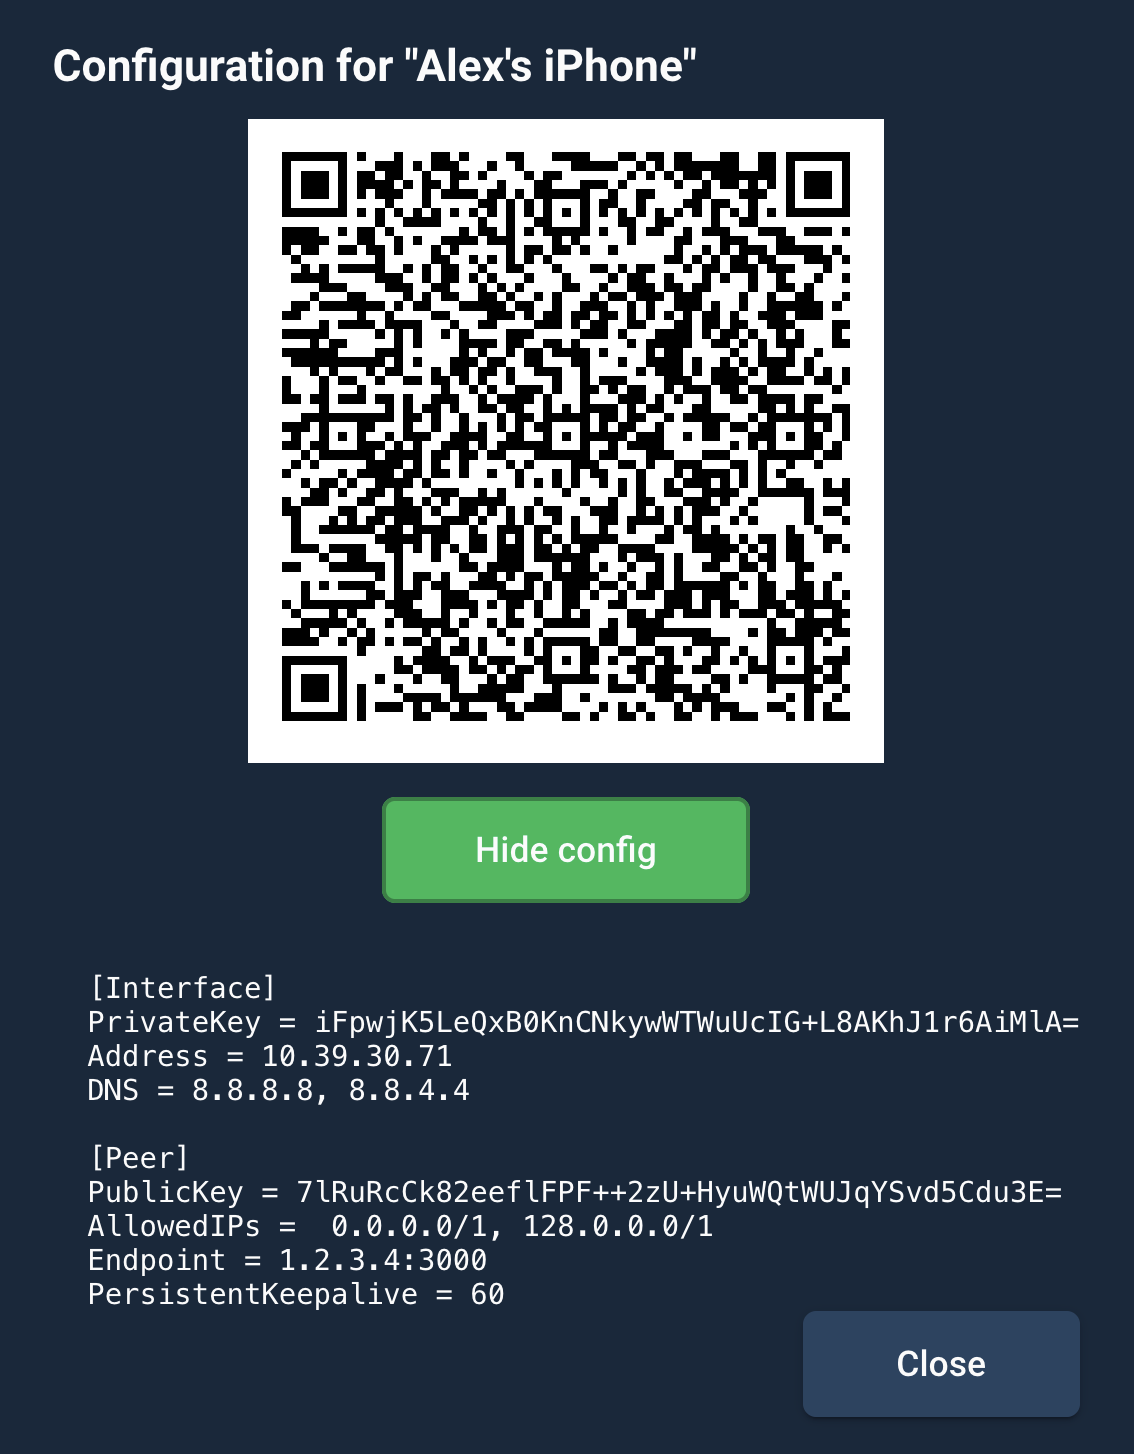 Configuration for "Alex's iPhone"
Hide config
[Interface]
PrivateKey = iFpwjK5LeQxB0KnCNkywWTWuUcIG+L8AKhJ1r6AiMlA=
Address = 10.39.30.71
DNS = 8.8.8.8, 8.8.4.4
[Peer]
PublicKey = 7lRuRcCk82eeflFPF++2zU+HyuWQtWUJqYSvd5Cdu3E=
AllowedIPs =  0.0.0.0/1, 128.0.0.0/1
Endpoint = 1.2.3.4:3000
PersistentKeepalive = 60
Close